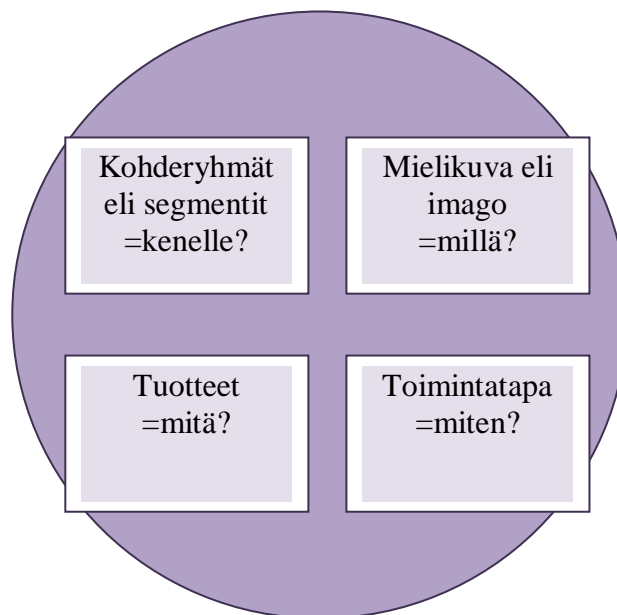 Kohderyhmät
eli segmentit
=kenelle?
Mielikuva eli
imago
=millä?
Tuotteet
=mitä?
Toimintatapa
=miten?